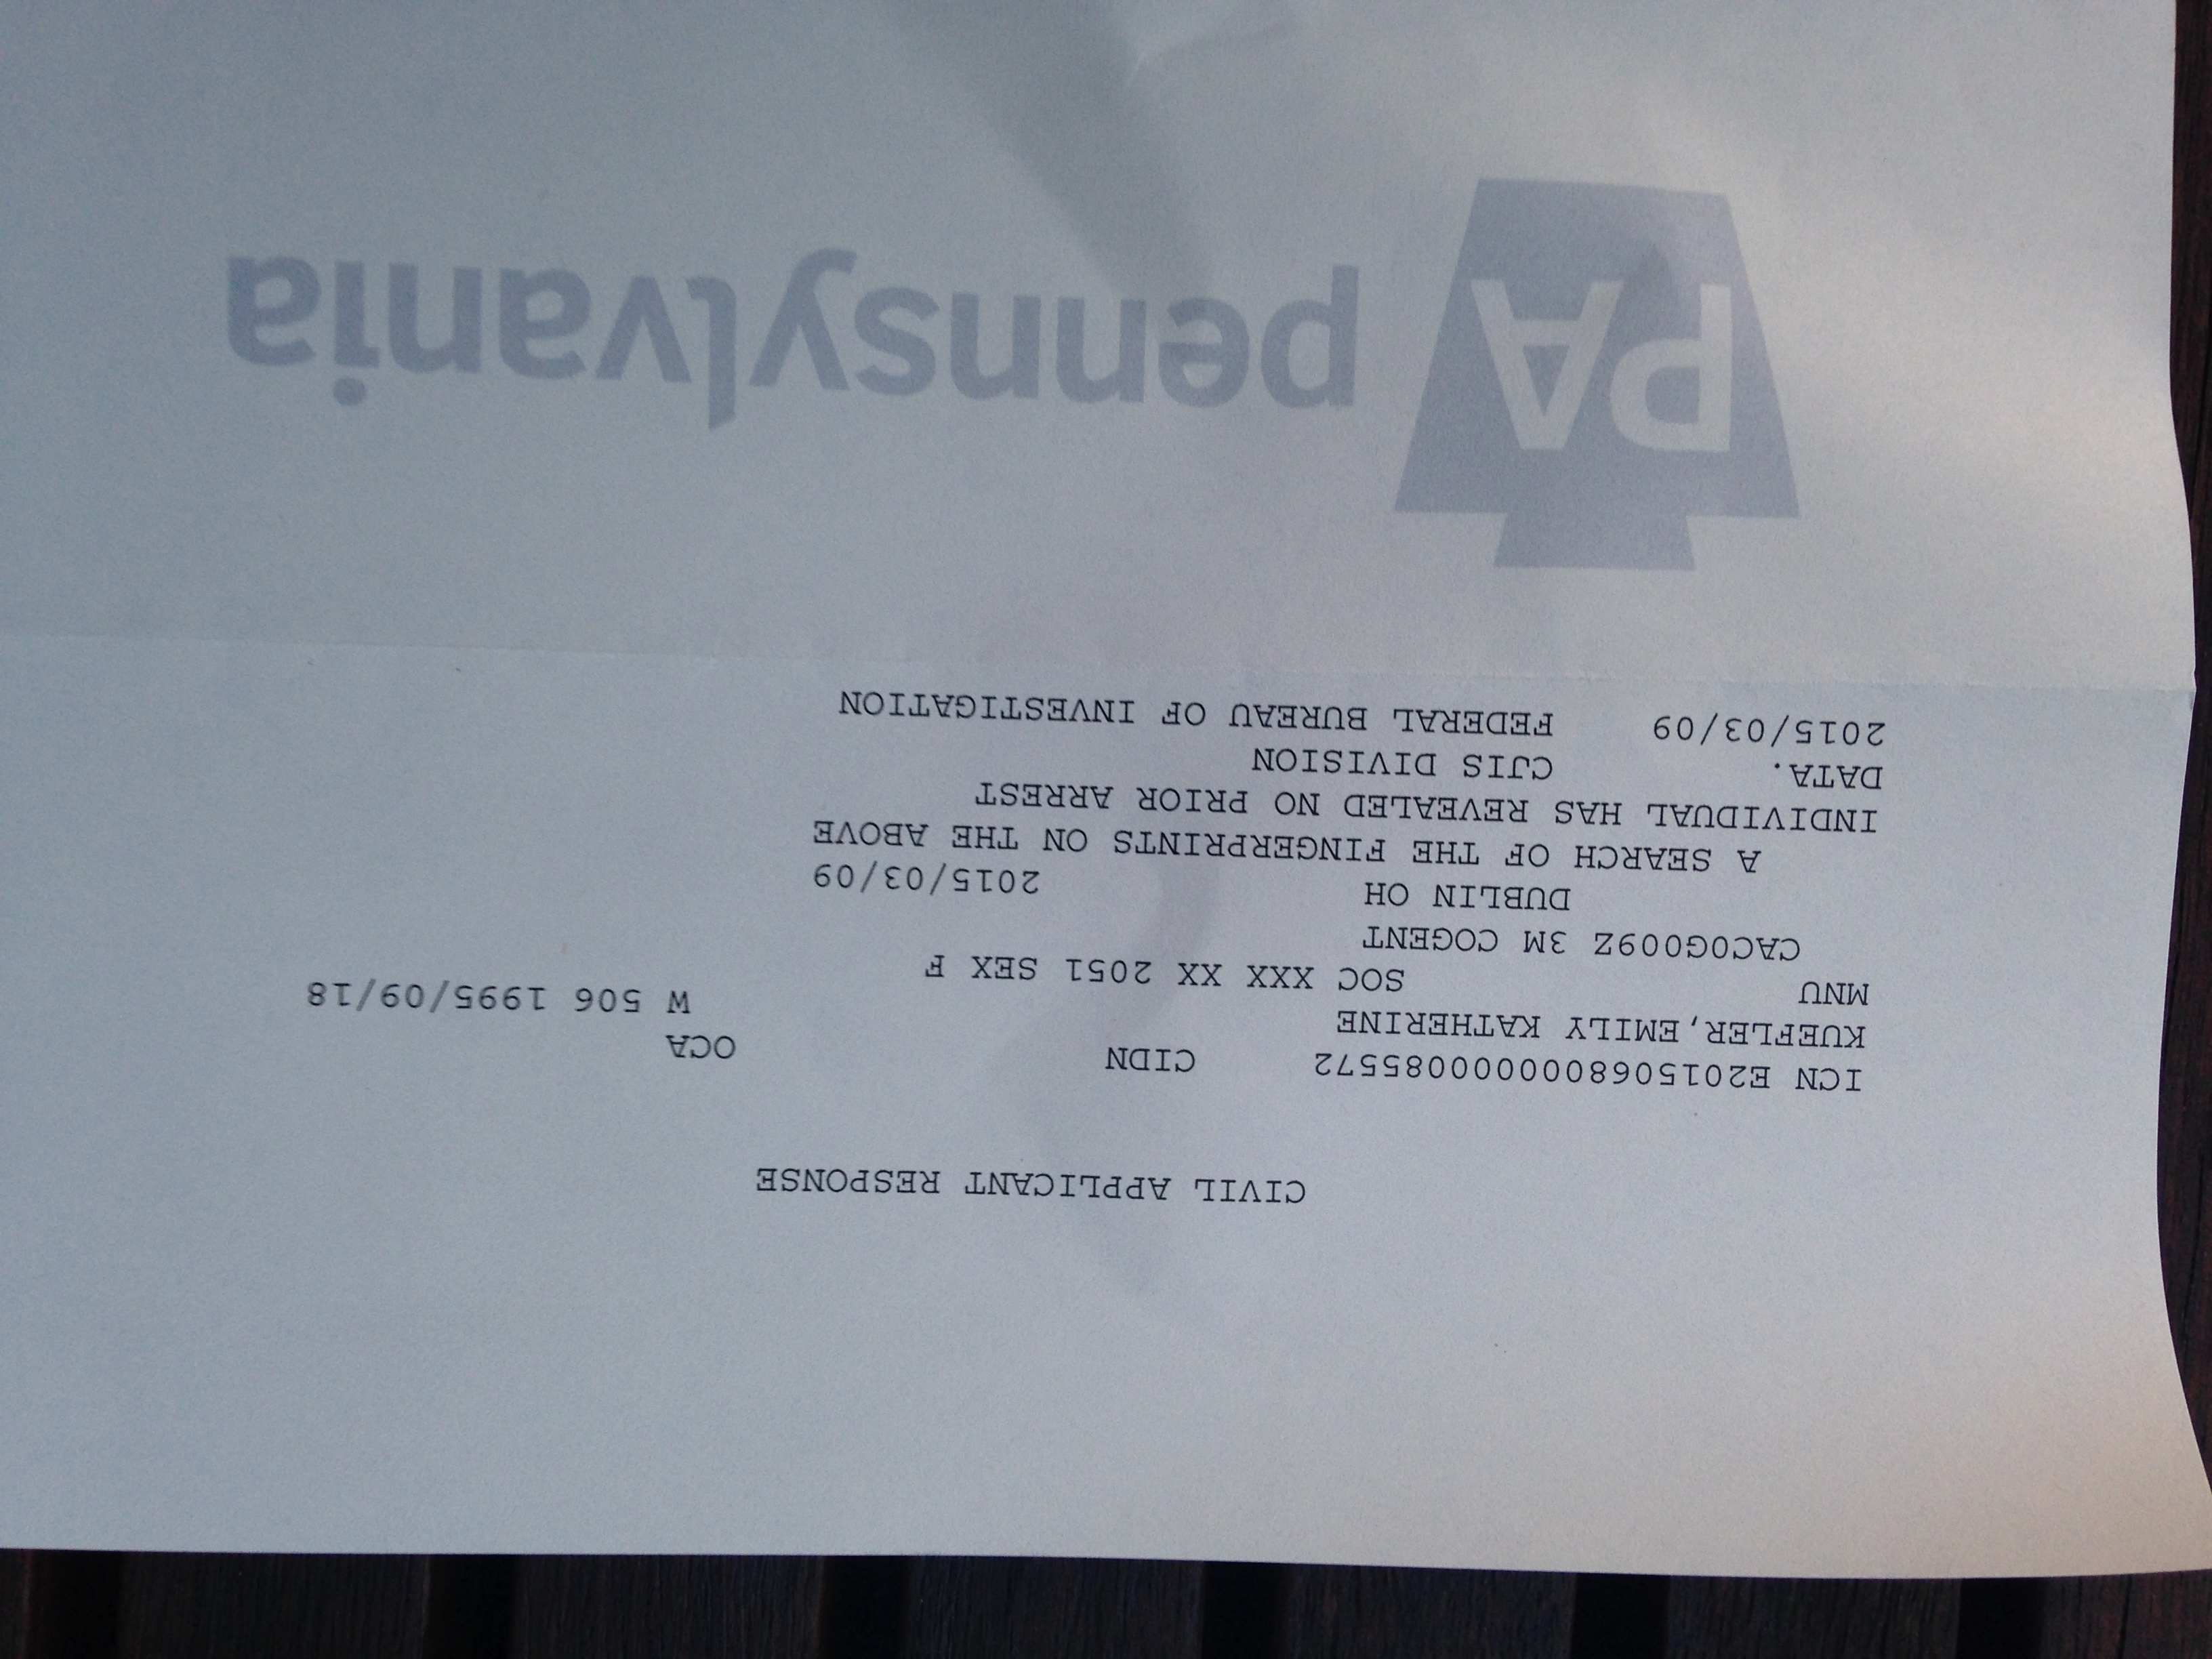 CIVIL APPLICANT RESPONSE
ICN E2015068000000085572 CIDN OCA
KUEFLER,EMILY KATHERINE W 506 1995/09/18
MNU SOC XXX XX 2051 SEX F
CAC0G009Z 3M COGENT
DUBLIN OH 2015/03/09
A SEARCH OF THE FINGERPRINTS ON THE ABOVE
INDIVIDUAL HAS REVEALED NO PRIOR ARREST
DATA. CJIS DIVISION
2015/03/09 FEDERAL BUREAU OF INVESTIGATION
PA pennsylvania